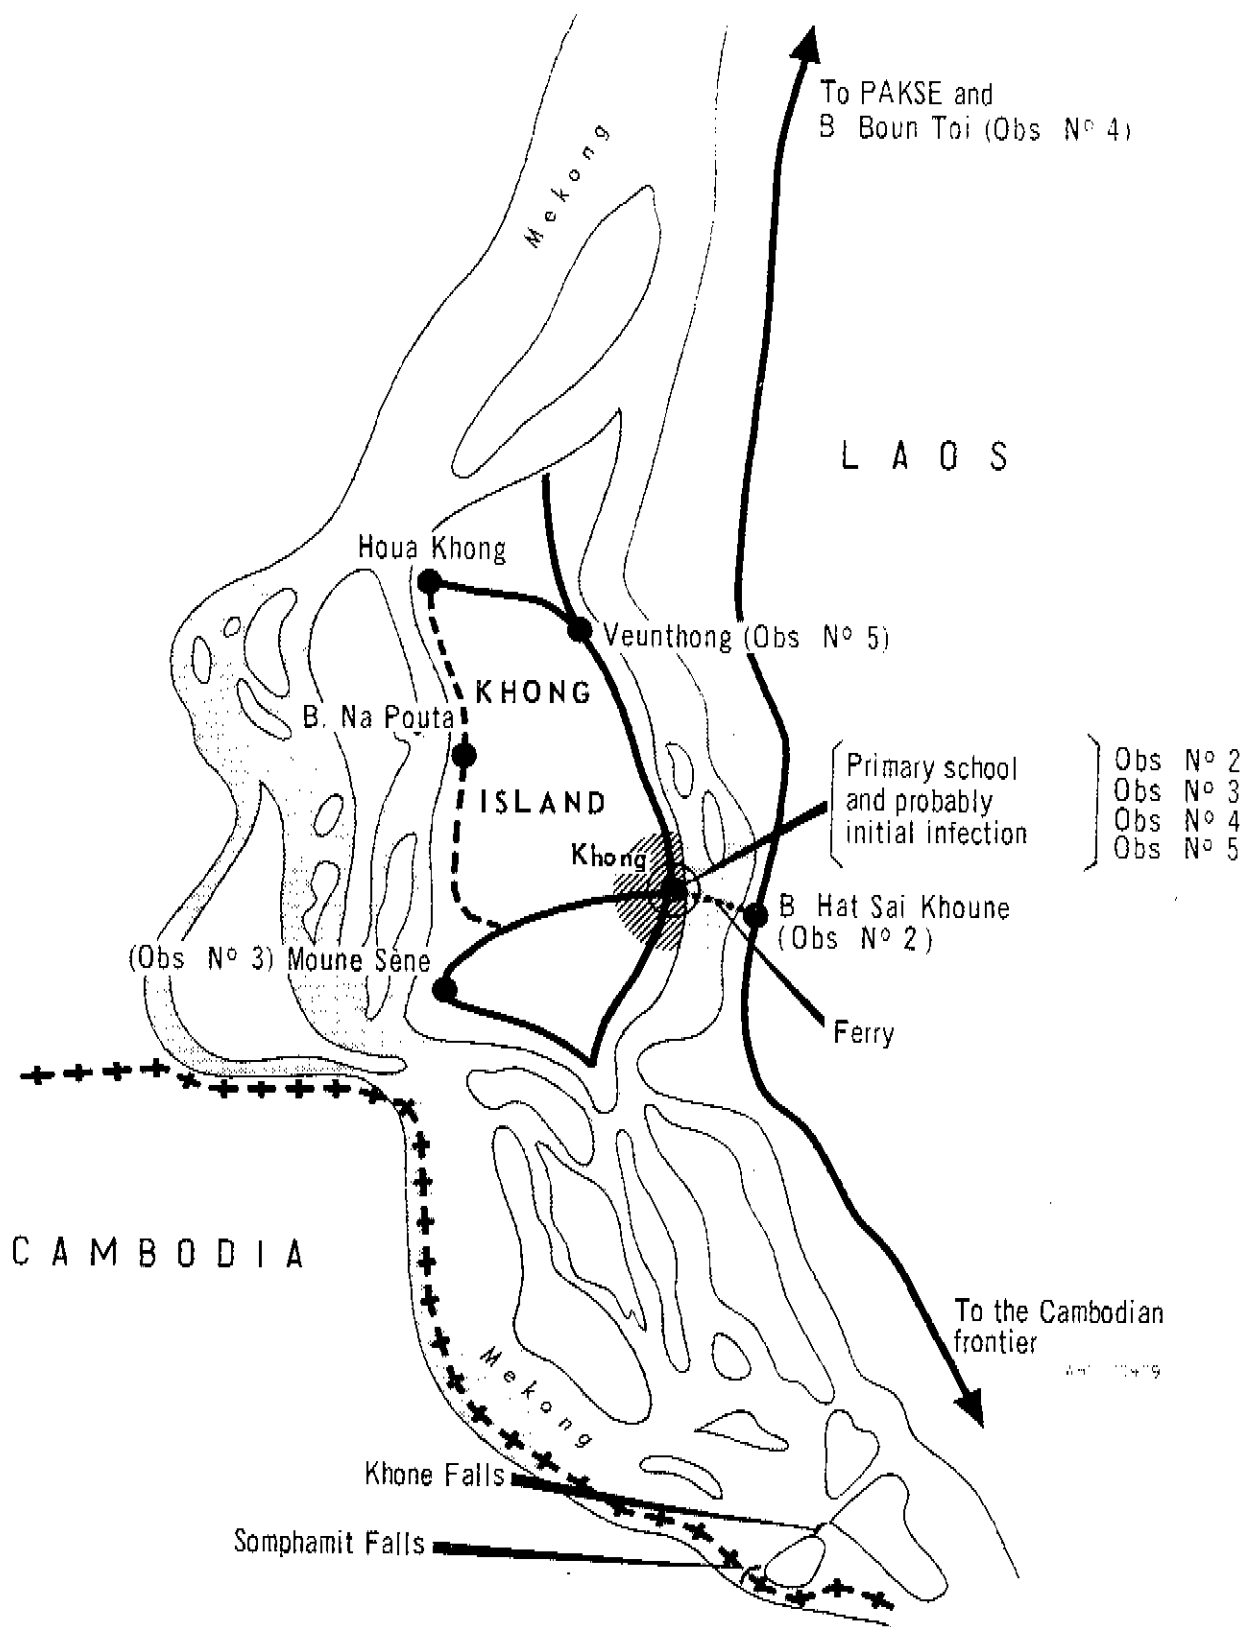 To PAKSE and
B Boun Toi (Obs Nº 4)
Mekong
LAOS
Houa Khong
Veunthong (Obs Nº 5)
KHONG
B. Na Pouta
ISLAND
Primary school
and probably
initial infection
Obs Nº 2
Obs Nº 3
Obs Nº 4
Obs Nº 5
Khong
B Hat Sai Khoune
(Obs Nº 2)
(Obs Nº 3) Moune Sène
Ferry
CAMBODIA
To the Cambodian
frontier
Mekong
Khone Falls
Somphamit Falls